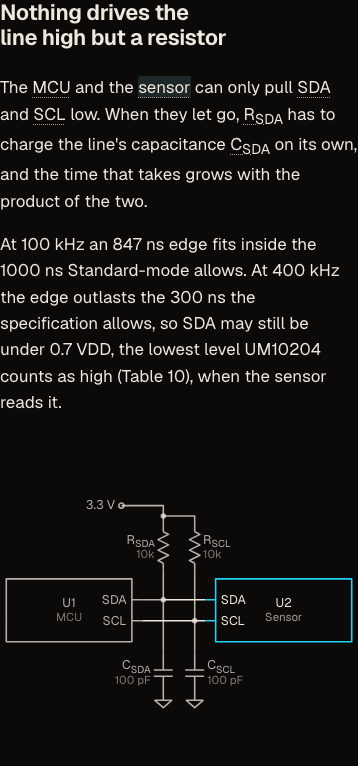 Nothing drives the
line high but a resistor
The MCU and the sensor can only pull SDA
and SCL low. When they let go, RSDA has to
charge the line's capacitance CSDA on its own,
and the time that takes grows with the
product of the two.
At 100 kHz an 847 ns edge fits inside the
1000 ns Standard-mode allows. At 400 kHz
the edge outlasts the 300 ns the
specification allows, so SDA may still be
under 0.7 VDD, the lowest level UM10204
counts as high (Table 10), when the sensor
reads it.
3.3 V
RSDA
10k
RSCL
10k
U1
MCU
SDA
SCL
SDA
SCL
U2
Sensor
CSDA
100 pF
CSCL
100 pF